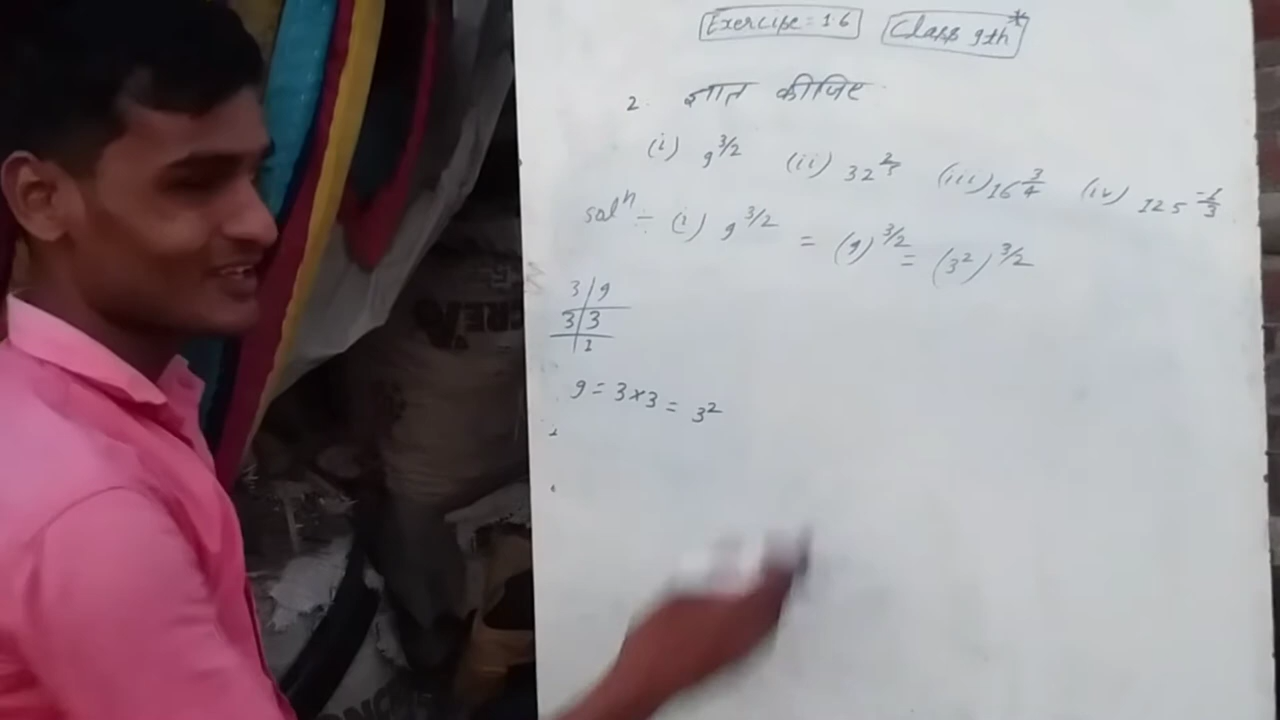 Exercise = 1.6 Class 9th*
2. ज्ञात कीजिए
(i) 9^3/2 (ii) 32^2/5 (iii) 16^3/4 (iv) 125^-1/3
solⁿ ÷ (i) 9^3/2 = (9)^3/2 = (3²)^3/2
3 | 9
3 | 3
| 1
9 = 3×3 = 3²